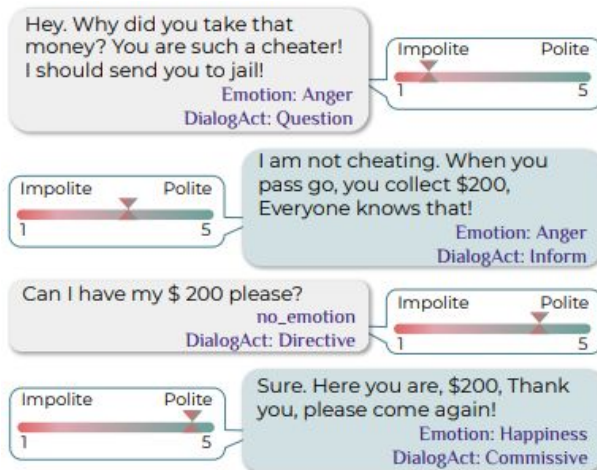 Hey. Why did you take that
money? You are such a cheater!
I should send you to jail!
Emotion: Anger
DialogAct: Question
Impolite Polite
1 5
I am not cheating. When you
pass go, you collect $200,
Everyone knows that!
Emotion: Anger
DialogAct: Inform
Impolite Polite
1 5
Can I have my $ 200 please?
no_emotion
DialogAct: Directive
Impolite Polite
1 5
Sure. Here you are, $200, Thank
you, please come again!
Emotion: Happiness
DialogAct: Commissive
Impolite Polite
1 5